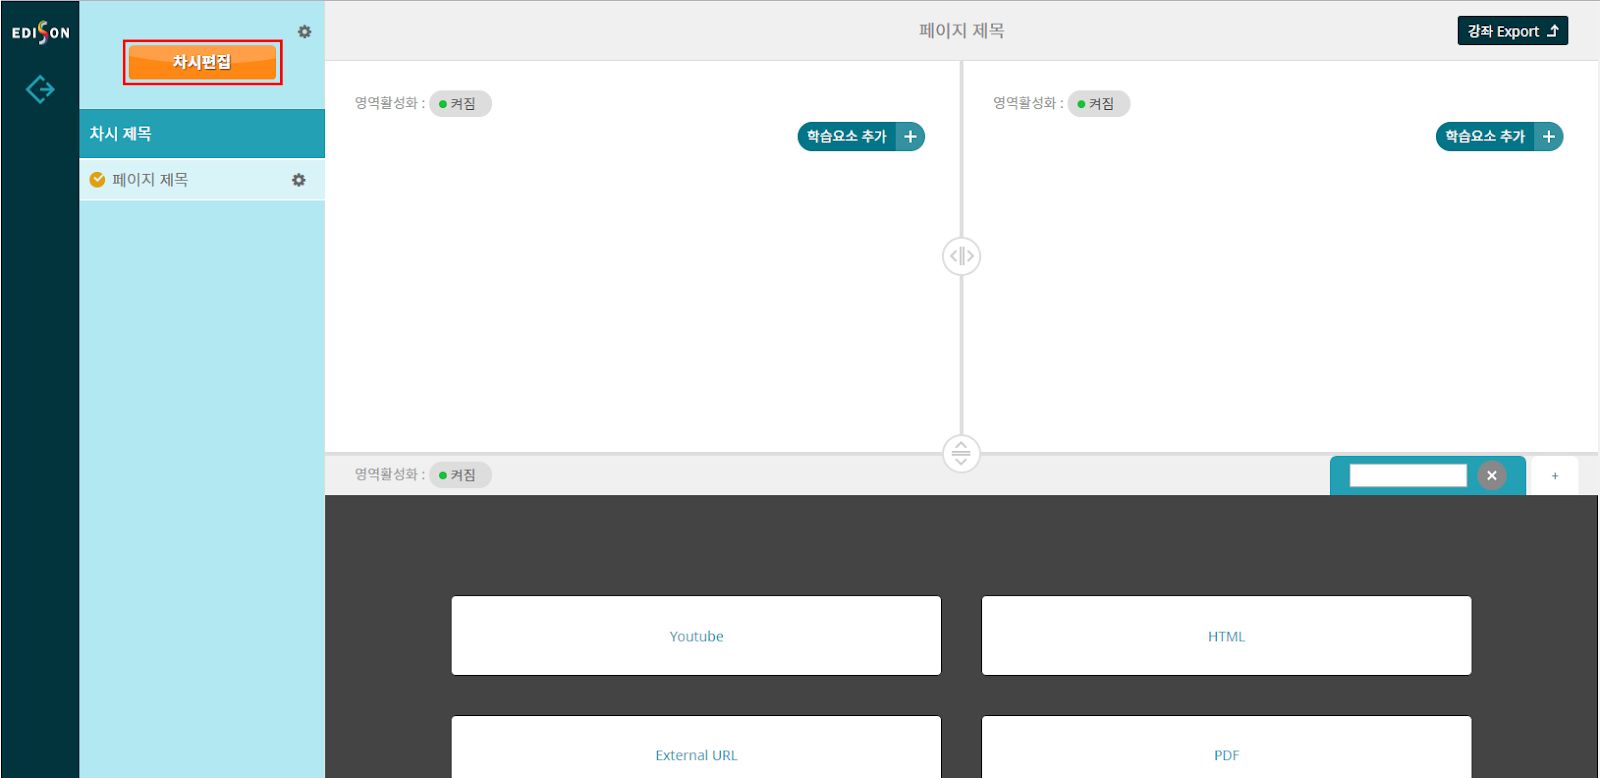 EDISON
차시편집
차시 제목
페이지 제목
페이지 제목
강좌 Export
영역활성화 : 켜짐
학습요소 추가 +
영역활성화 : 켜짐
학습요소 추가 +
영역활성화 : 켜짐
+
Youtube
HTML
External URL
PDF